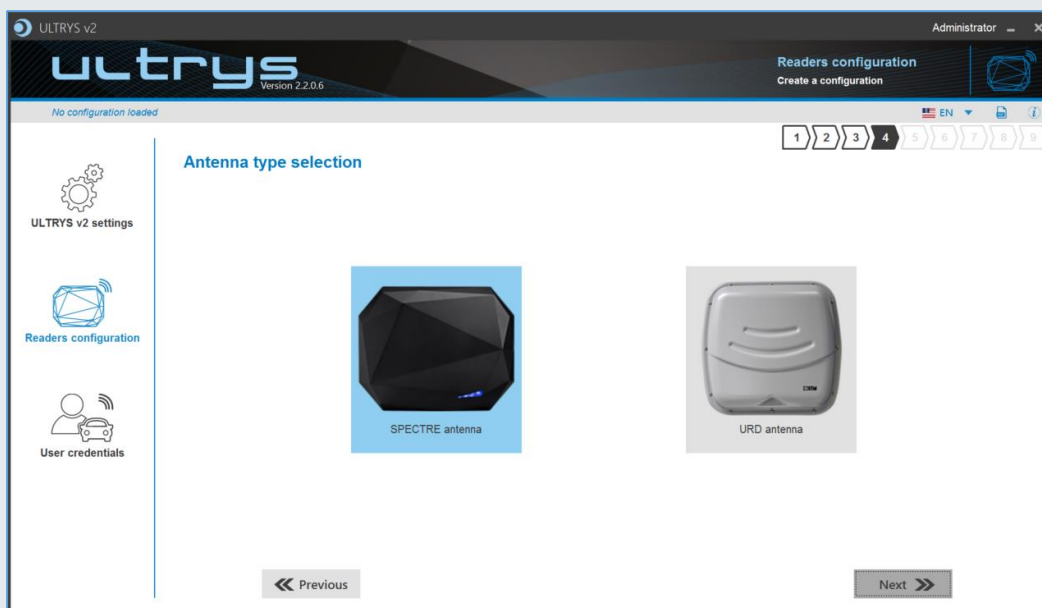 ULTRYS v2
Administrator
ultrys
Version 2.2.0.6
Readers configuration
Create a configuration
No configuration loaded
EN
1 2 3 4 5 6 7 8 9
Antenna type selection
ULTRYS v2 settings
Readers configuration
User credentials
SPECTRE antenna
URD antenna
Previous
Next